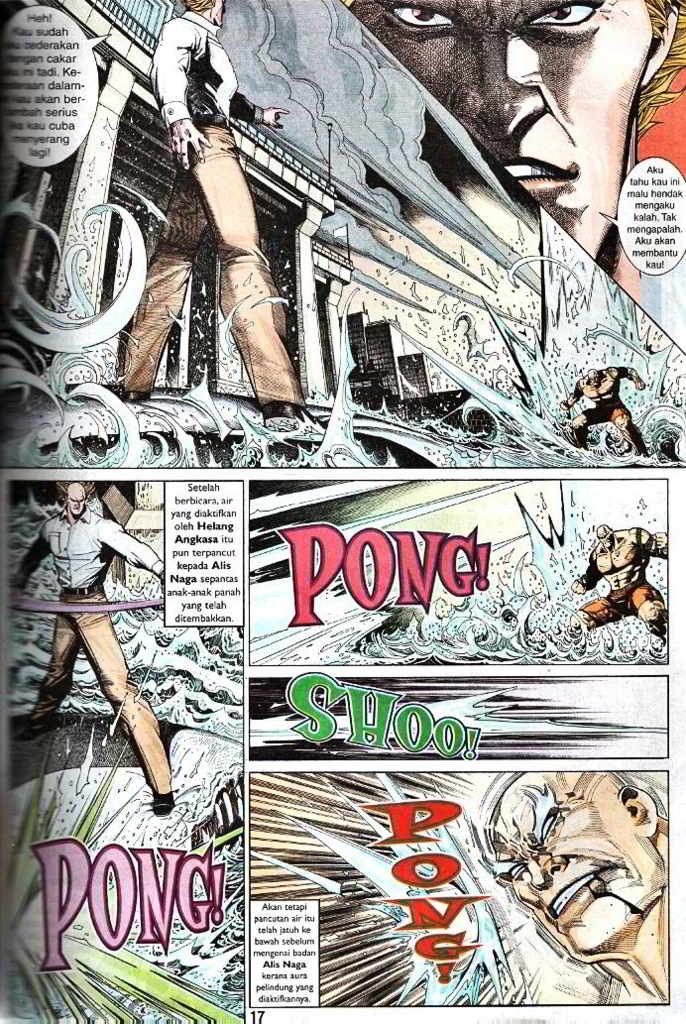 Heh!
Kau sudah
cederakan
dengan cakar
ini tadi. Ke-
dalam-
akan ber-
serius
kau cuba
menyerang
lagi!
Aku
tahu kau ini
malu hendak
mengaku
kalah. Tak
mengapalah.
Aku akan
membantu
kau!
Setelah
berbicara, air
yang diaktifkan
oleh Helang
Angkasa itu
pun terpancut
kepada Alis
Naga sepantas
anak-anak panah
yang telah
ditembakkan.
PONG!
PONG!
SHOO!
PONG!
Akan tetapi
pancutan air itu
telah jatuh ke
bawah sebelum
mengenai badan
Alis Naga
kerana aura
pelindung yang
diaktifkannya.
17